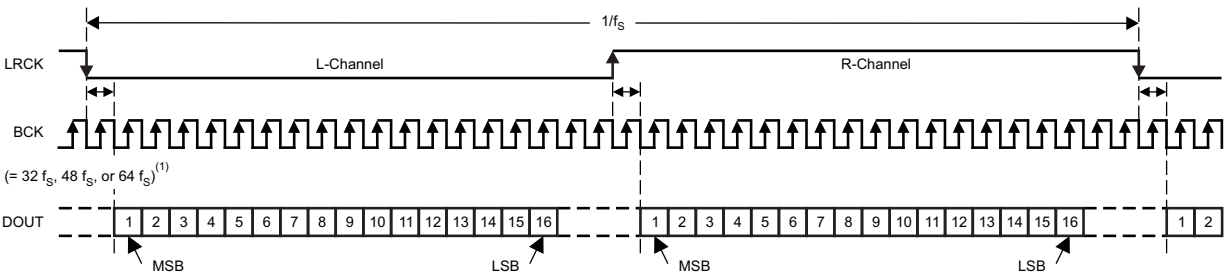 1/fS
LRCK
L-Channel
R-Channel
BCK
(= 32 fS, 48 fS, or 64 fS)(1)
DOUT
1 2 3 4 5 6 7 8 9 10 11 12 13 14 15 16
1 2 3 4 5 6 7 8 9 10 11 12 13 14 15 16
1 2
MSB
LSB
MSB
LSB